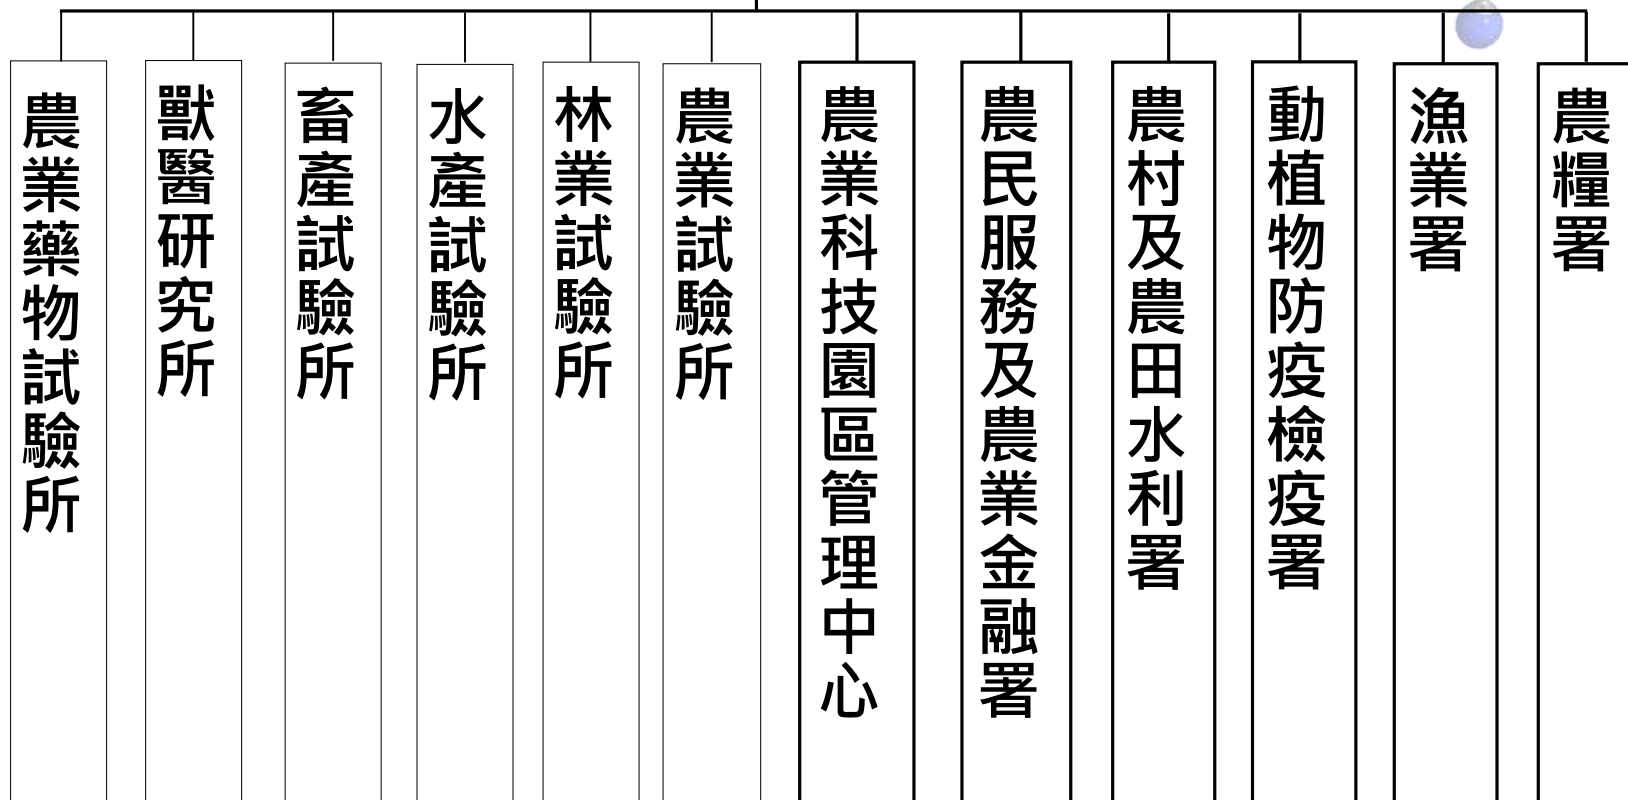 農糧署
漁業署
動植物防疫檢疫署
農村及農田水利署
農民服務及農業金融署
農業科技園區管理中心
農業試驗所
林業試驗所
水產試驗所
畜產試驗所
獸醫研究所
農業藥物試驗所